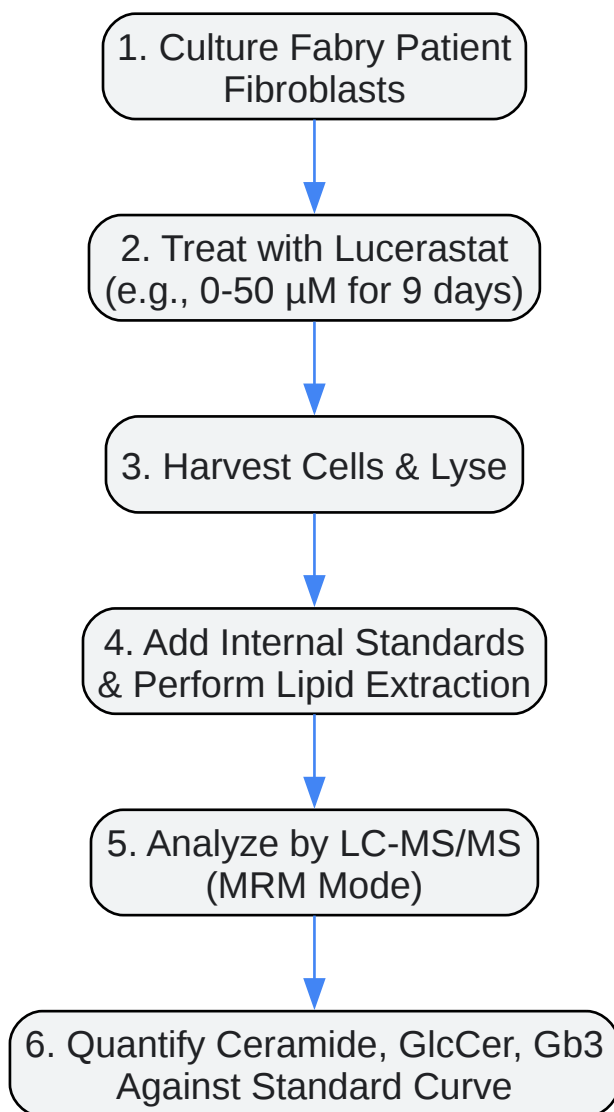 1. Culture Fabry Patient
Fibroblasts
2. Treat with Lucerastat
(e.g., 0-50 µM for 9 days)
3. Harvest Cells & Lyse
4. Add Internal Standards
& Perform Lipid Extraction
5. Analyze by LC-MS/MS
(MRM Mode)
6. Quantify Ceramide, GlcCer, Gb3
Against Standard Curve